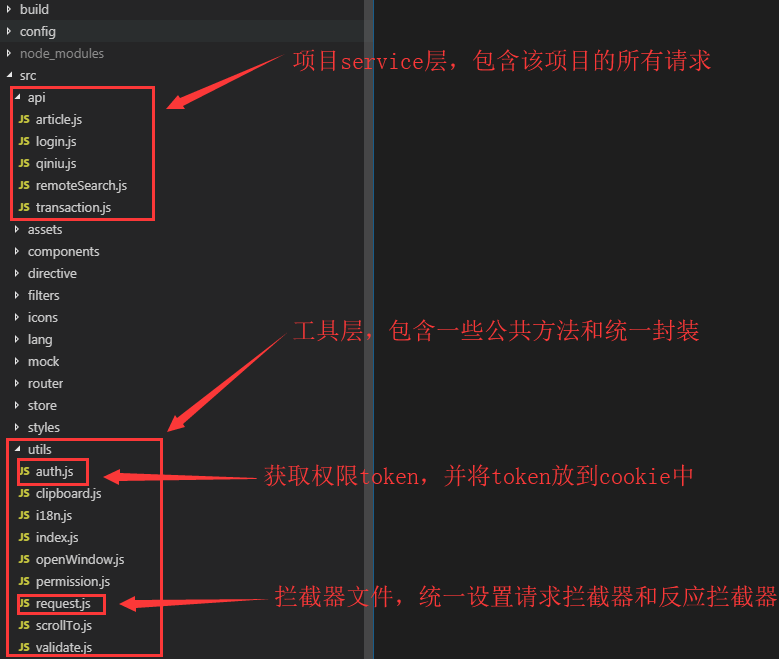 build
config
node_modules
src
项目service层，包含该项目的所有请求
api
JS article.js
JS login.js
JS qiniu.js
JS remoteSearch.js
JS transaction.js
assets
components
directive
filters
icons
工具层，包含一些公共方法和统一封装
lang
mock
router
store
styles
utils
JS auth.js
获取权限token，并将token放到cookie中
JS clipboard.js
JS i18n.js
JS index.js
JS openWindow.js
JS permission.js
JS request.js
拦截器文件，统一设置请求拦截器和反应拦截器
JS scrollTo.js
JS validate.js